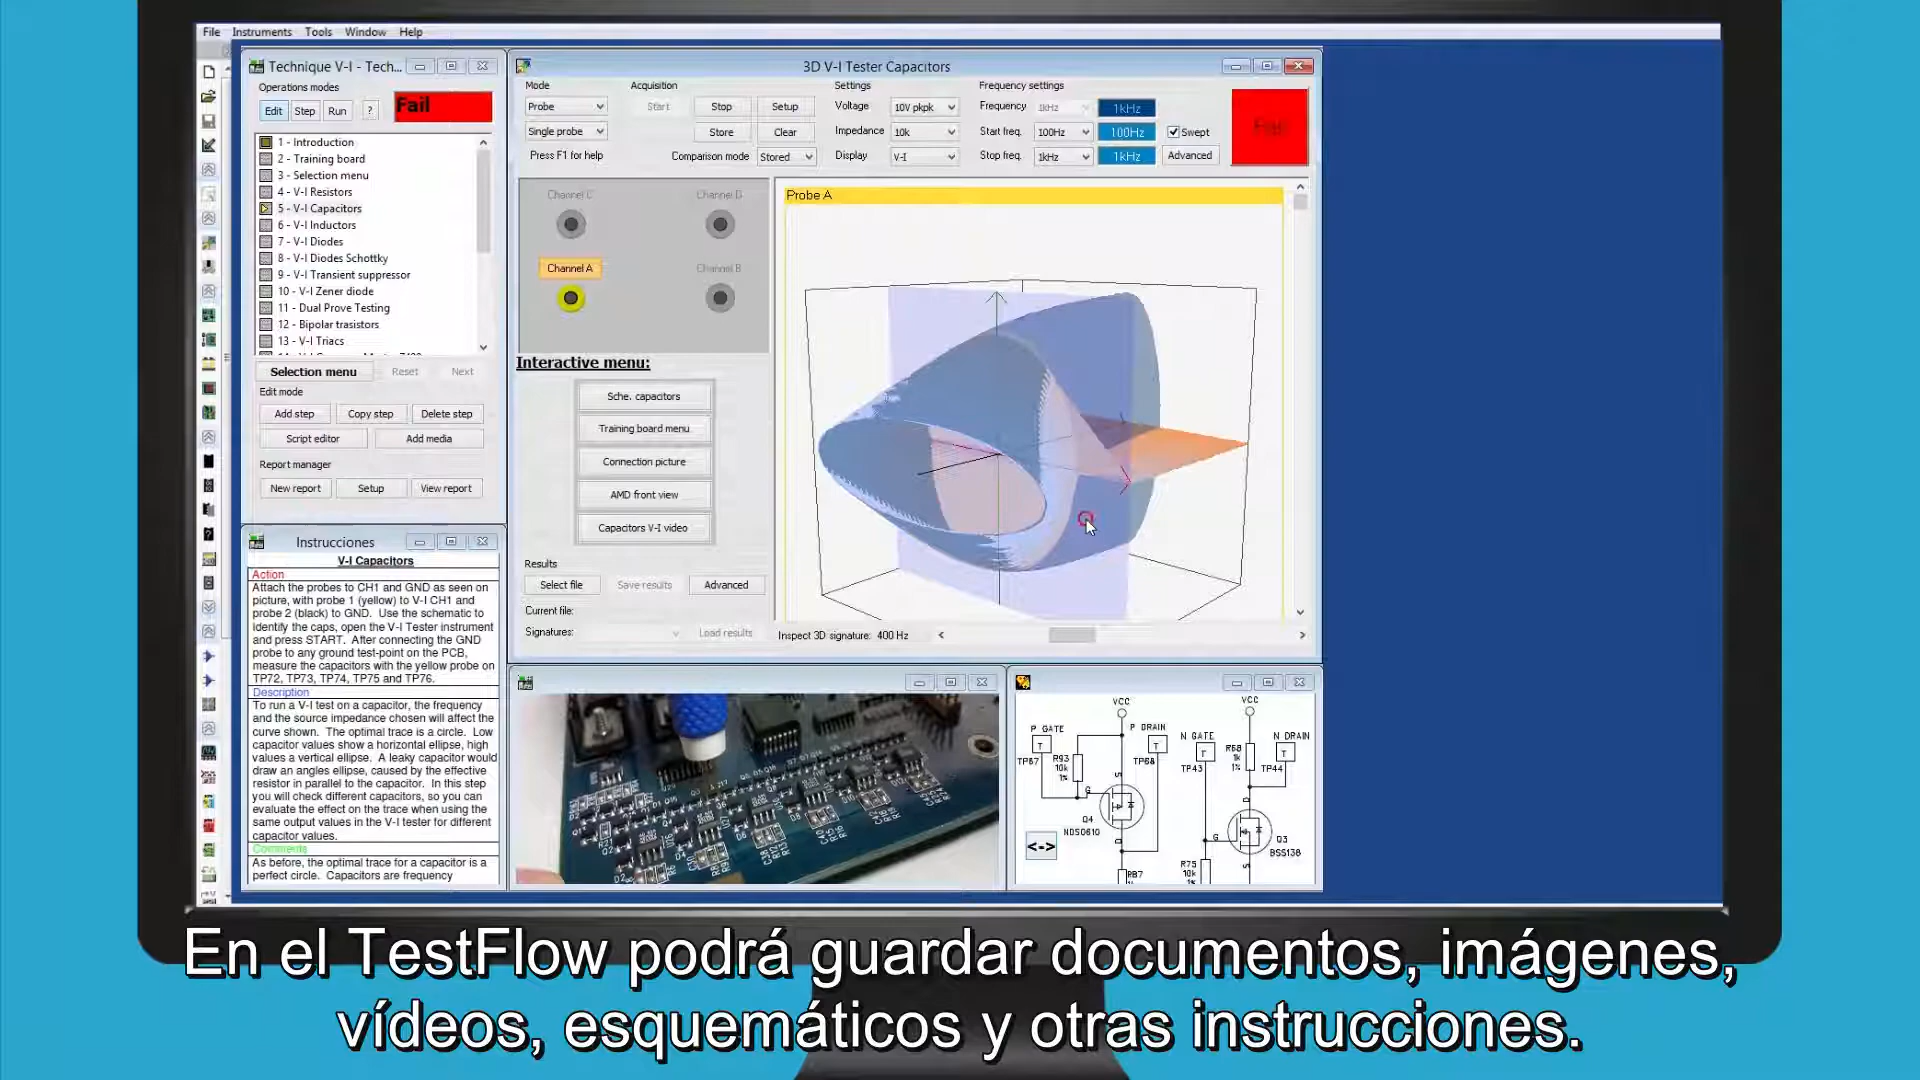 File Instruments Tools Window Help
Technique V-I - Tech...
Operations modes
Edit Step Run ?
Fail
1 - Introduction
2 - Training board
3 - Selection menu
4 - V-I Resistors
5 - V-I Capacitors
6 - V-I Inductors
7 - V-I Diodes
8 - V-I Diodes Schottky
9 - V-I Transient suppressor
10 - V-I Zener diode
11 - Dual Prove Testing
12 - Bipolar trasistors
13 - V-I Triacs
Selection menu Reset Next
Edit mode
Add step Copy step Delete step
Script editor Add media
Report manager
New report Setup View report
3D V-I Tester Capacitors
Mode Acquisition Settings Frequency settings
Probe Start Stop Setup Voltage 10V pkpk Frequency 1kHz 1kHz
Single probe Store Clear Impedance 10k Start freq. 100Hz 100Hz Swept
Press F1 for help Comparison mode Stored Display V-I Stop freq. 1kHz 1kHz Advanced
Fail
Channel C Channel D
Channel A Channel B
Probe A
Interactive menu:
Sche. capacitors
Training board menu
Connection picture
AMD front view
Capacitors V-I video
Results
Select file Save results Advanced
Current file:
Signatures: Load results
Inspect 3D signature: 400 Hz
Instrucciones
V-I Capacitors
Action
Attach the probes to CH1 and GND as seen on
picture, with probe 1 (yellow) to V-I CH1 and
probe 2 (black) to GND. Use the schematic to
identify the caps, open the V-I Tester instrument
and press START. After connecting the GND
probe to any ground test-point on the PCB,
measure the capacitors with the yellow probe on
TP72, TP73, TP74, TP75 and TP76.
Description
To run a V-I test on a capacitor, the frequency
and the source impedance chosen will affect the
curve shown. The optimal trace is a circle. Low
capacitor values show a horizontal ellipse, high
values a vertical ellipse. A leaky capacitor would
draw an angles ellipse, caused by the effective
resistor in parallel to the capacitor. In this step
you will check different capacitors, so you can
evaluate the effect on the trace when using the
same output values in the V-I tester for different
capacitor values.
Comments
As before, the optimal trace for a capacitor is a
perfect circle. Capacitors are frequency
VCC VCC
P GATE P DRAIN N GATE N DRAIN
T T T T
TP67 R93 10k 1% TP68 TP43 R68 1k 1% TP44
S D
G G
Q4 Q3
NDS0610 BSS138
<-> D S
R87 R75 10k 1%
En el TestFlow podrá guardar documentos, imágenes,
vídeos, esquemáticos y otras instrucciones.